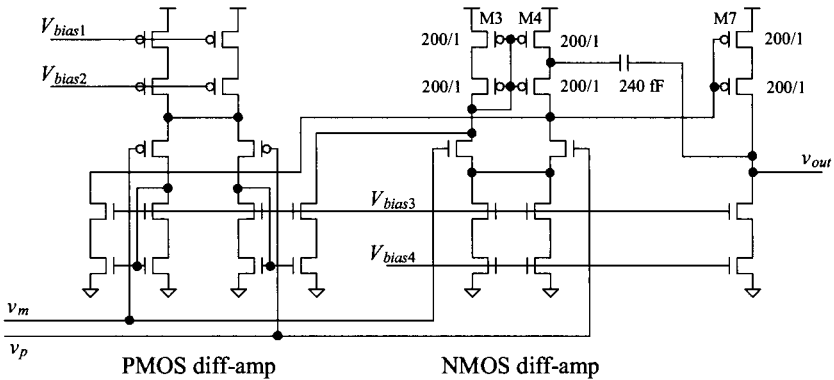 V_bias1
V_bias2
M3 M4 M7
200/1 200/1 200/1
200/1 200/1 240 fF 200/1
v_out
V_bias3
V_bias4
v_m
v_p
PMOS diff-amp NMOS diff-amp